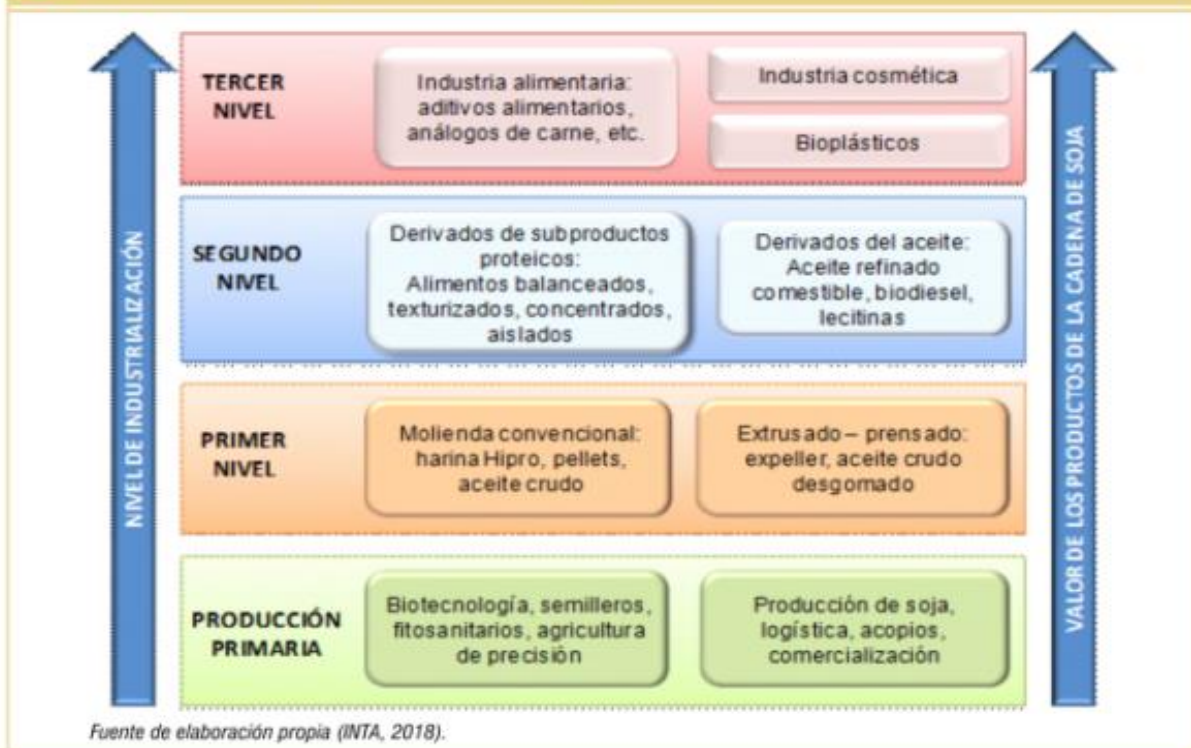 NIVEL DE INDUSTRIALIZACIÓN
TERCER
NIVEL
Industria alimentaria:
aditivos alimentarios,
análogos de carne, etc.
Industria cosmética
Bioplásticos
SEGUNDO
NIVEL
Derivados de subproductos
proteicos:
Alimentos balanceados,
texturizados, concentrados,
aislados
Derivados del aceite:
Aceite refinado
comestible, biodiesel,
lecitinas
PRIMER
NIVEL
Molienda convencional:
harina Hipro, pellets,
aceite crudo
Extrusado – prensado:
expeller, aceite crudo
desgomado
PRODUCCIÓN
PRIMARIA
Biotecnología, semilleros,
fitosanitarios, agricultura
de precisión
Producción de soja,
logística, acopios,
comercialización
VALOR DE LOS PRODUCTOS DE LA CADENA DE SOJA
Fuente de elaboración propia (INTA, 2018).